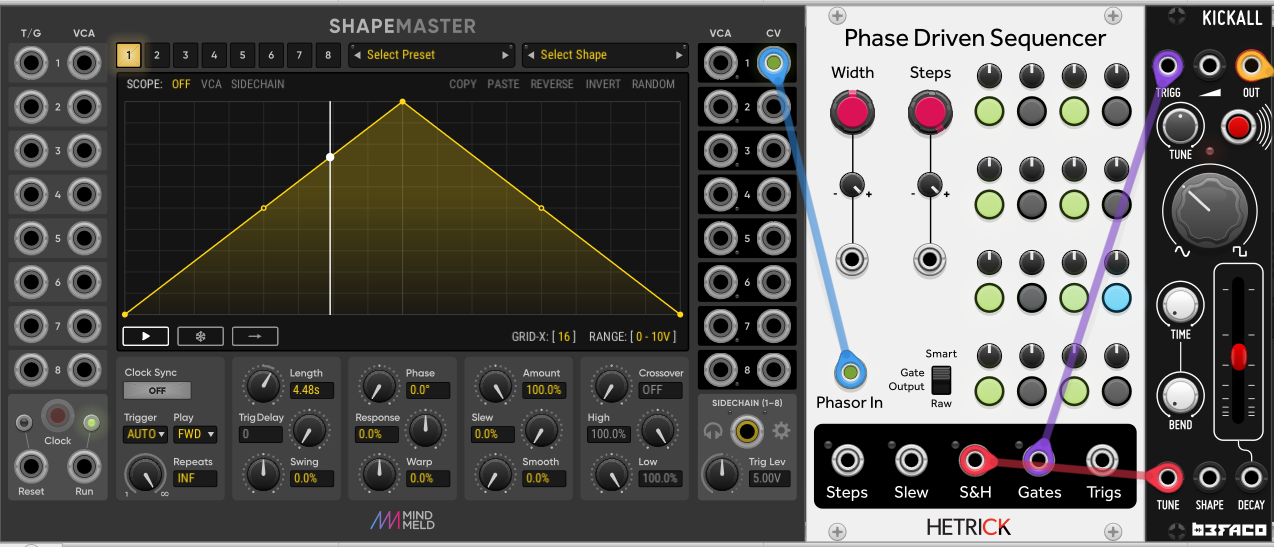 SHAPEMASTER
T/G VCA
1
2
3
4
5
6
7
8
Clock
Reset Run
1 2 3 4 5 6 7 8 Select Preset Select Shape
SCOPE: OFF VCA SIDECHAIN COPY PASTE REVERSE INVERT RANDOM
GRID-X: [ 16 ] RANGE: [ 0 - 10V ]
Clock Sync
OFF
Trigger Play
AUTO FWD
Repeats
1 ∞ INF
Length
4.48s
Trig Delay
0
Swing
0.0%
Phase
0.0°
Response
0.0%
Warp
0.0%
Amount
100.0%
Slew
0.0%
Smooth
0.0%
Crossover
OFF
High
100.0%
Low
100.0%
MIND
MELD
VCA CV
1
2
3
4
5
6
7
8
SIDECHAIN (1-8)
Trig Lev
5.00V
Phase Driven Sequencer
Width Steps
- + - +
Phasor In
Smart
Gate
Output
Raw
Steps Slew S&H Gates Trigs
HETRICK
KICKALL
TRIGG OUT
TUNE
TIME
BEND
TUNE SHAPE DECAY
BEFACO